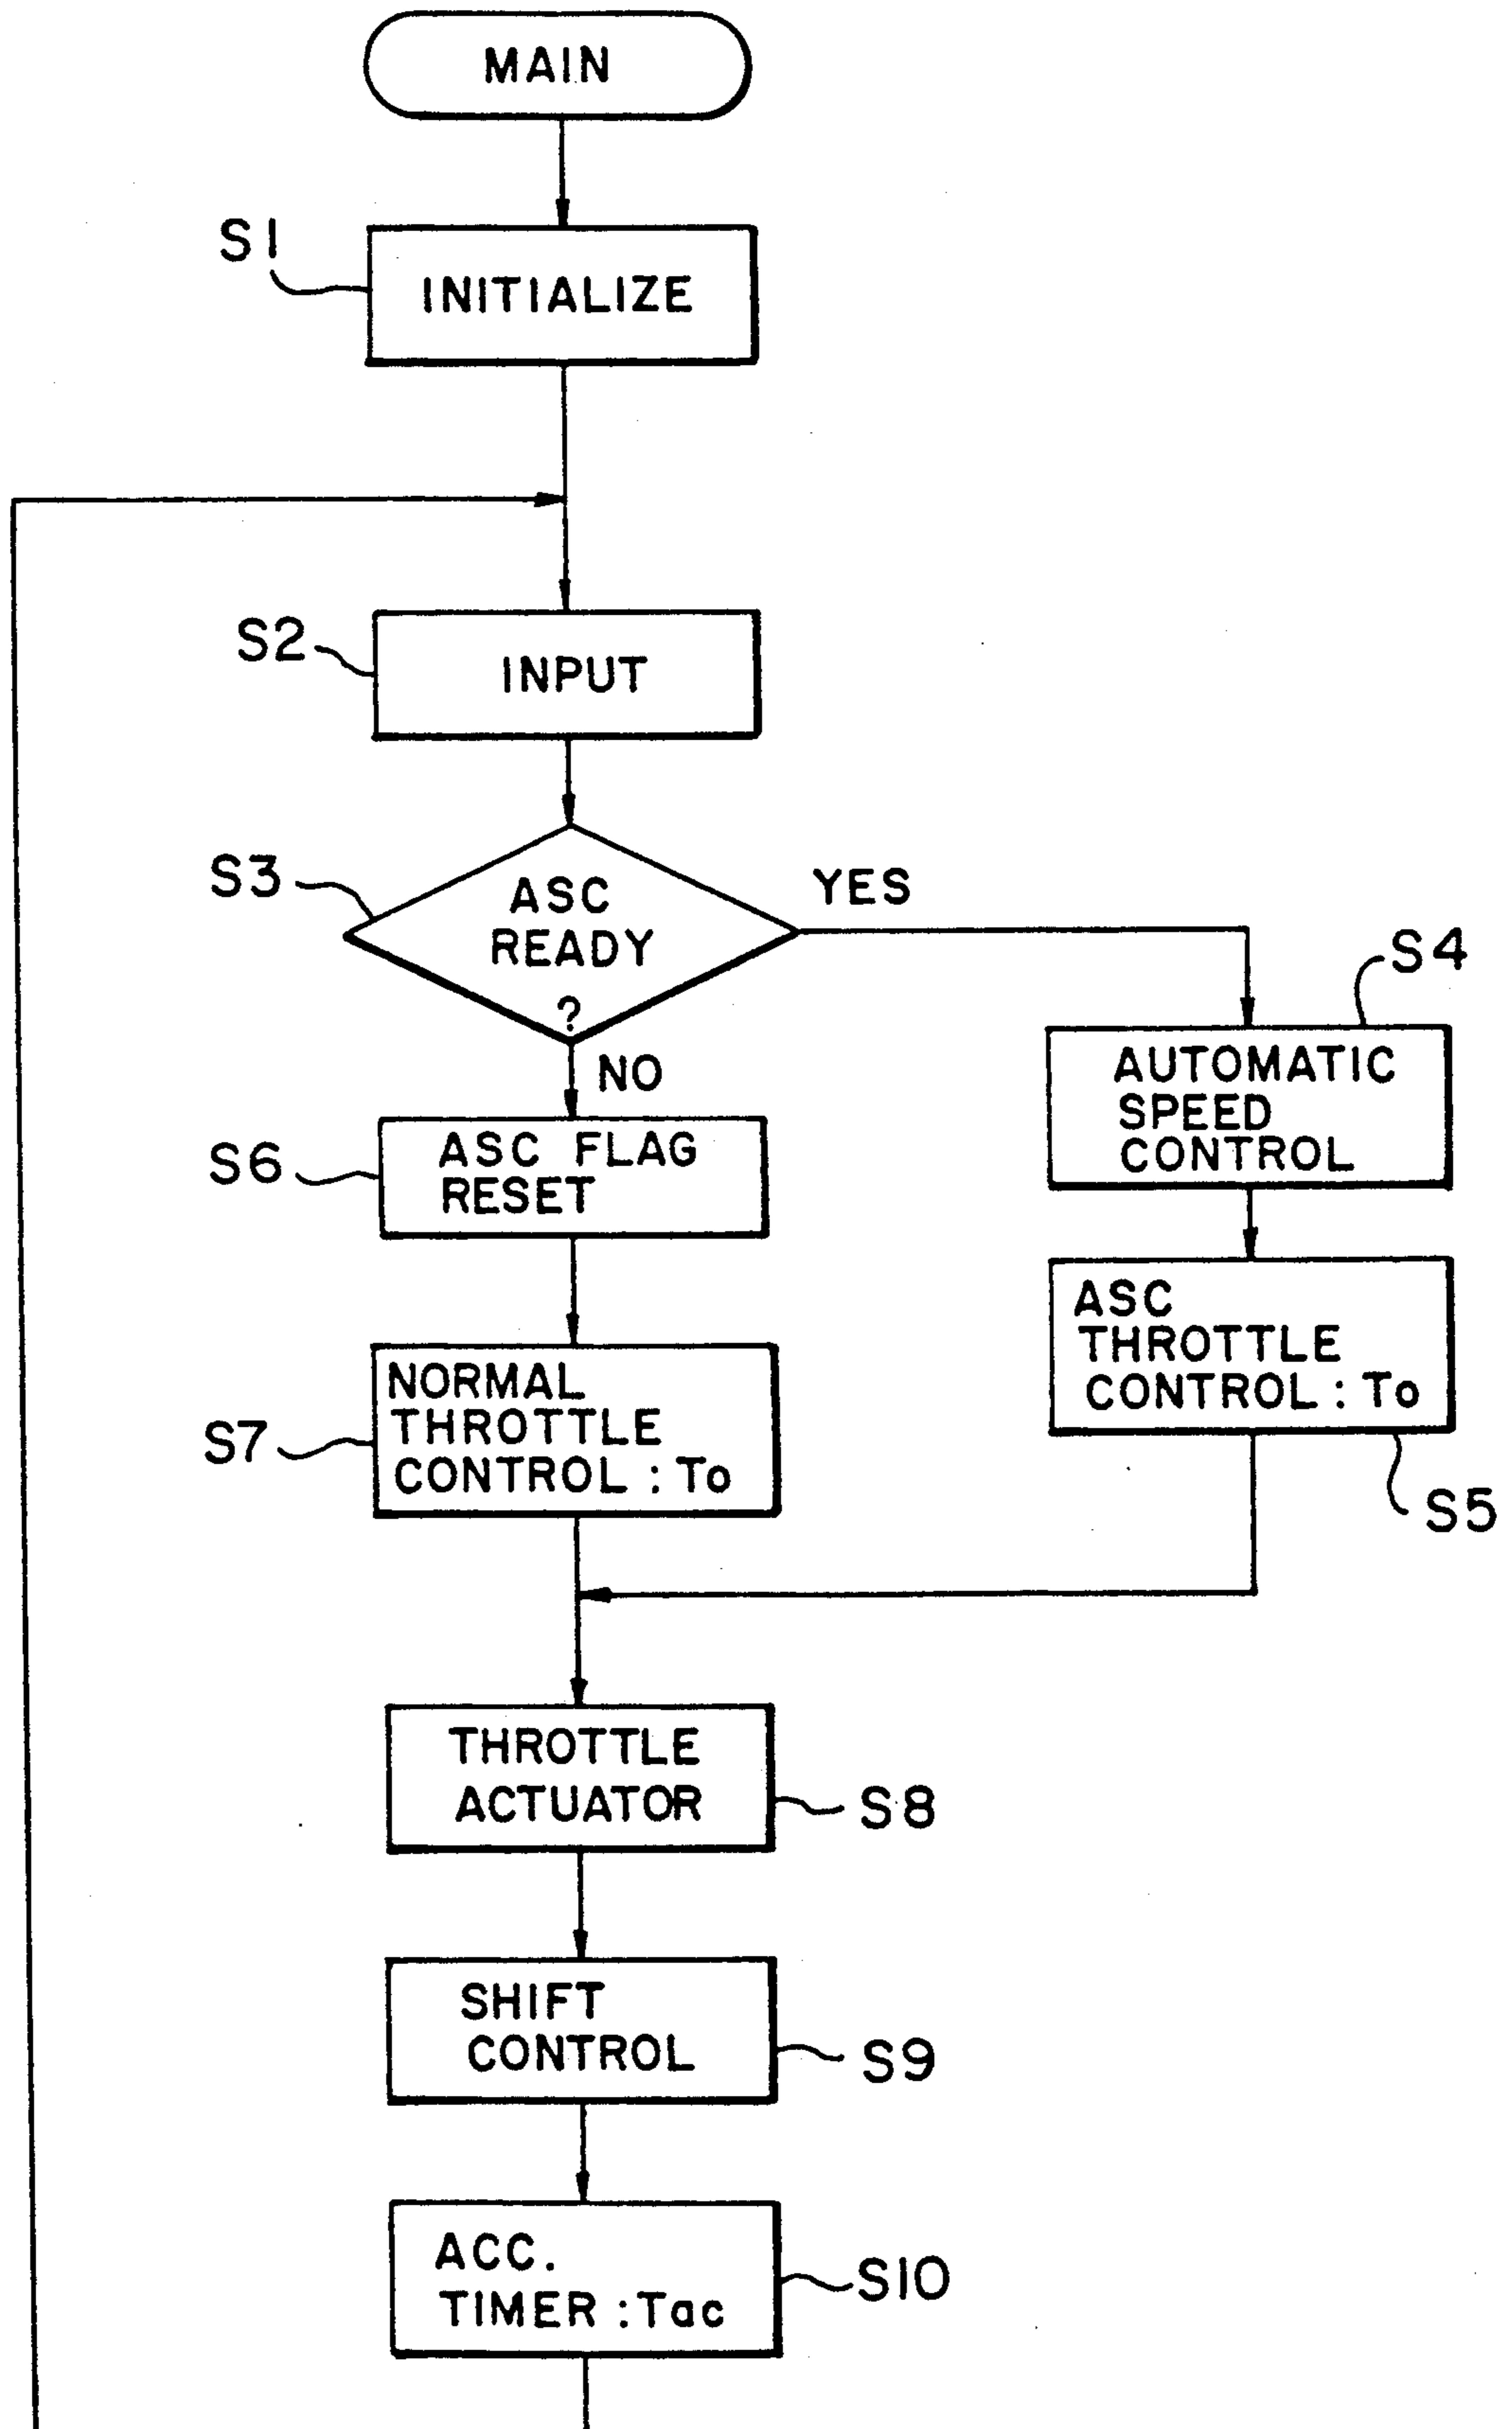 MAIN
S1
INITIALIZE
S2
INPUT
S3
ASC
READY
?
YES
NO
S4
AUTOMATIC
SPEED
CONTROL
S6
ASC FLAG
RESET
ASC
THROTTLE
CONTROL : To
S5
S7
NORMAL
THROTTLE
CONTROL : To
THROTTLE
ACTUATOR
S8
SHIFT
CONTROL
S9
ACC.
TIMER : Tac
S10